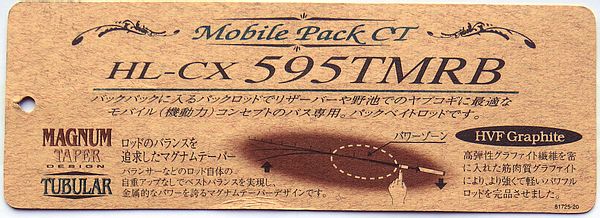 Mobile Pack CT
HL-CX 595TMRB
バックパックに入るパックロッドでリザーバーや野池でのヤブコギに最適な
モバイル(機動力)コンセプトのバス専用。パックベイトロッドです。
MAGNUM
TAPER
DESIGN
TUBULAR
ロッドのバランスを
追求したマグナムテーパー
バランサーなどのロッド自体の
自重アップなしでベストバランスを実現し、
金属的なパワーを誇るマグナムテーパーデザインです。
パワーゾーン
HVF Graphite
高弾性グラファイト繊維を密
に入れた筋肉質グラファイト
により、より強くて軽いパワフル
ロッドを完品させました。
81725-20